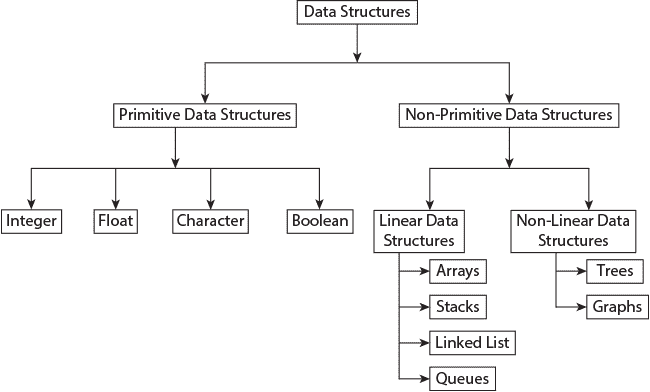 Data Structures
Primitive Data Structures
Non-Primitive Data Structures
Integer
Float
Character
Boolean
Linear Data
Structures
Non-Linear Data
Structures
Arrays
Stacks
Linked List
Queues
Trees
Graphs